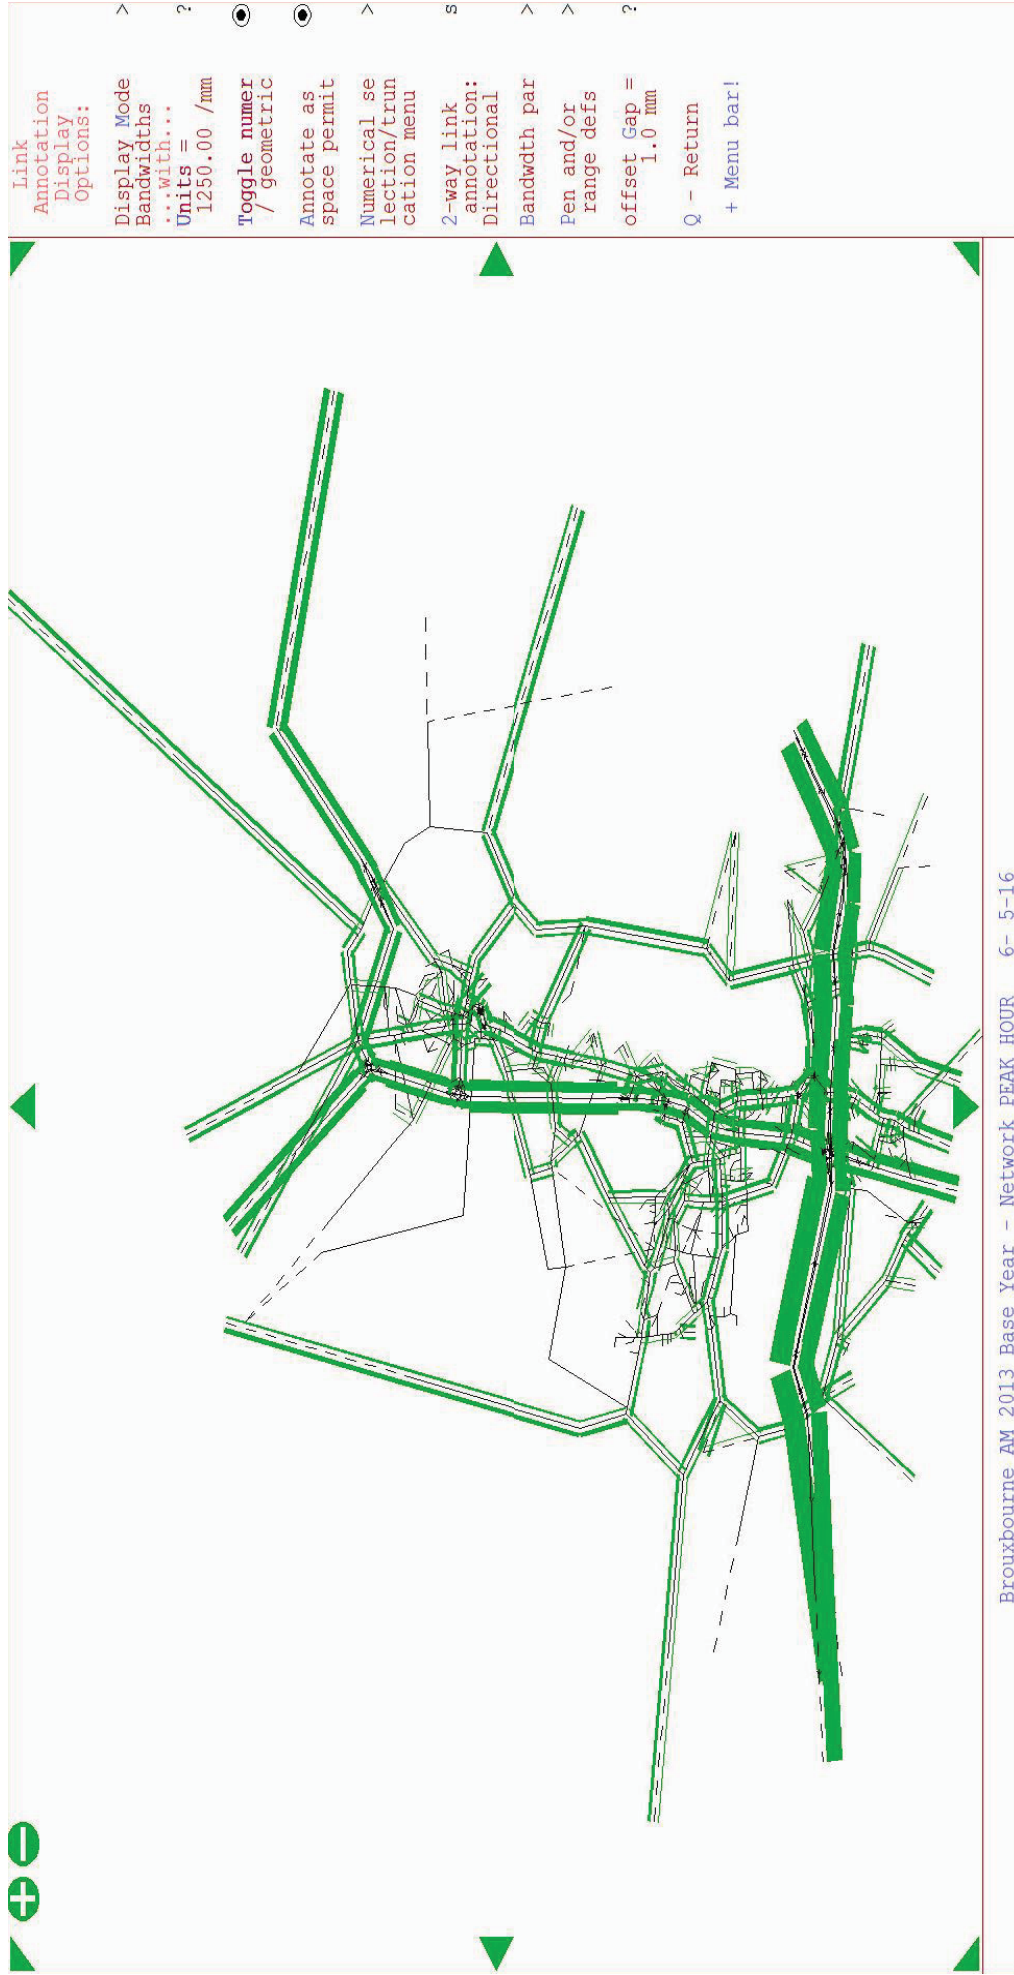 Link
Annotation
Display
Options:
Display Mode >
Bandwidths
...with...
Units = ?
1250.00 /mm
Toggle numer
/ geometric
Annotate as
space permit
Numerical se >
lection/trun
cation menu
2-way link s
annotation:
Directional
Bandwdth par >
Pen and/or >
range defs
offset Gap = ?
1.0 mm
Q - Return
+ Menu bar!
Brouxbourne AM 2013 Base Year - Network PEAK HOUR 6- 5-16